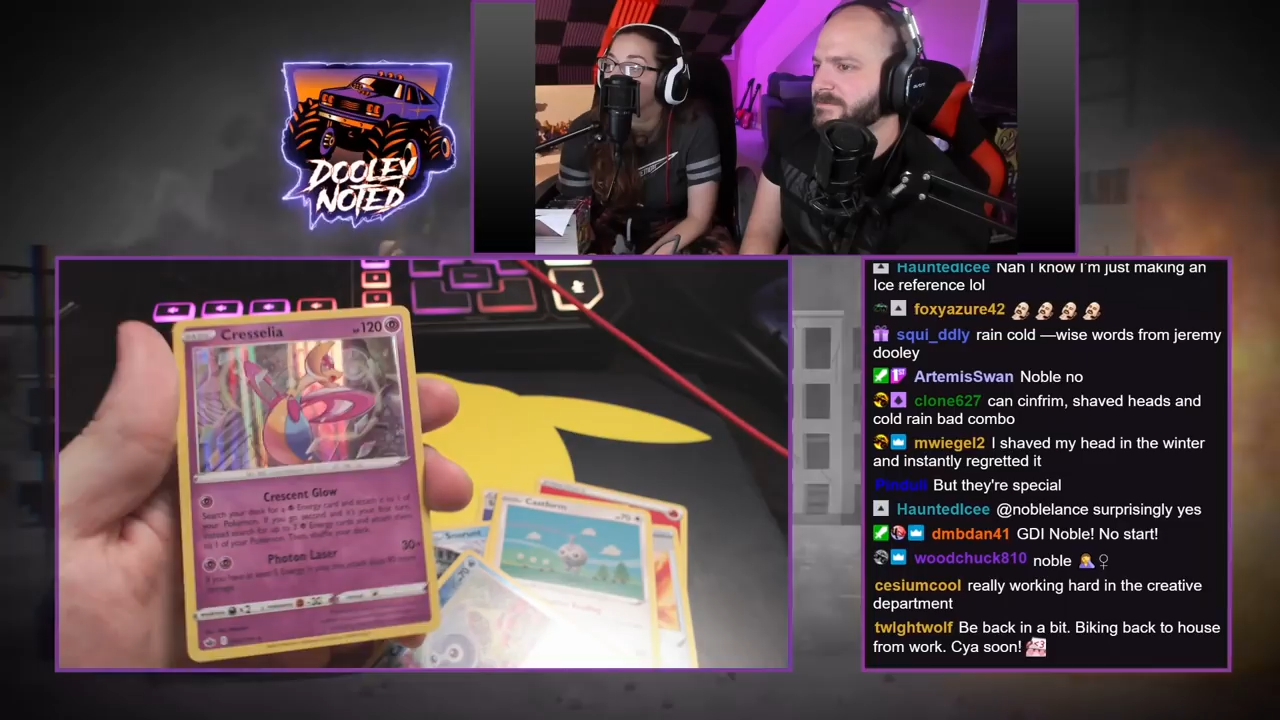 DOOLEY
NOTED
Cresselia
120
Crescent Glow
Photon Laser
30+
Castform
70
70
HauntedIcee Nah I know I'm just making an
Ice reference lol
foxyazure42
squi_ddly rain cold —wise words from jeremy
dooley
ArtemisSwan Noble no
clone627 can cinfrim, shaved heads and
cold rain bad combo
mwiegel2 I shaved my head in the winter
and instantly regretted it
But they're special
HauntedIcee @noblelance surprisingly yes
dmbdan41 GDI Noble! No start!
woodchuck810 noble
cesiumcool really working hard in the creative
department
twlghtwolf Be back in a bit. Biking back to house
from work. Cya soon!